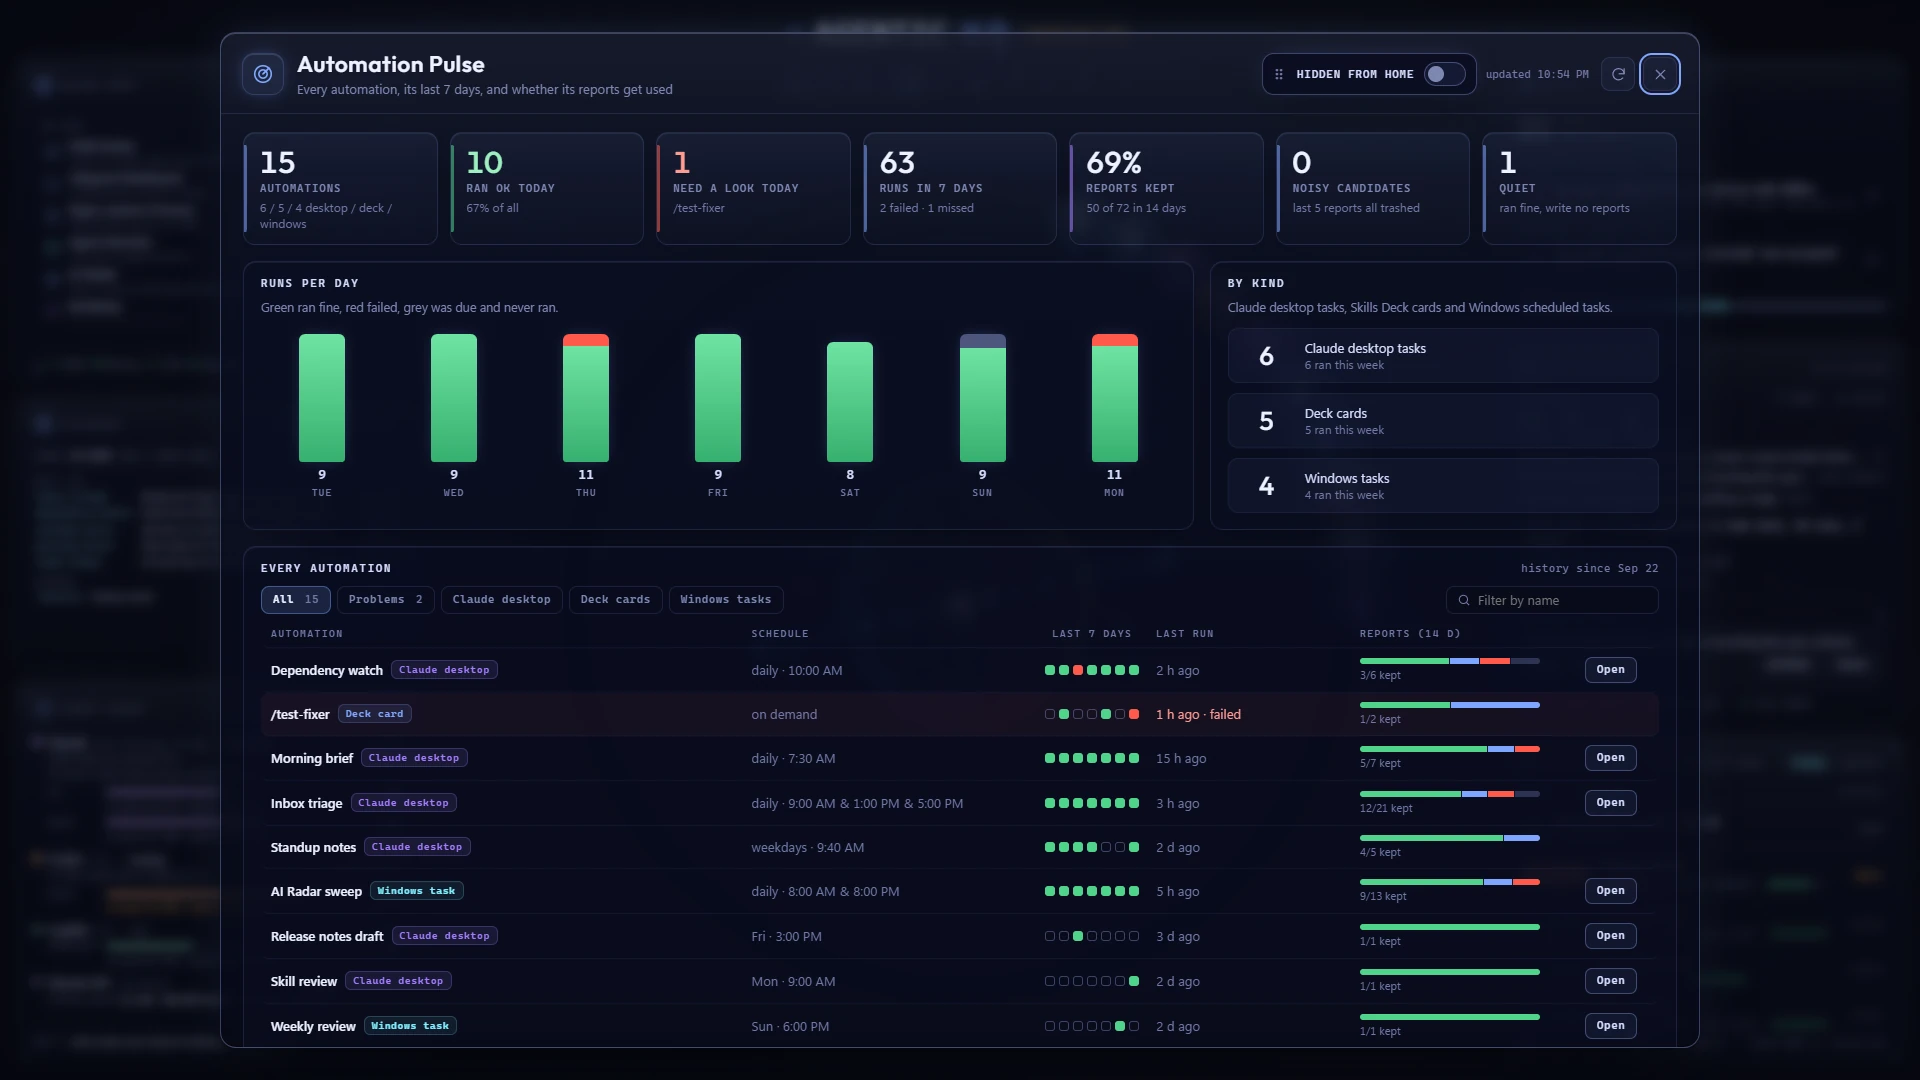 Automation Pulse
Every automation, its last 7 days, and whether its reports get used
HIDDEN FROM HOME
updated 10:54 PM
15
AUTOMATIONS
6 / 5 / 4 desktop / deck /
windows
10
RAN OK TODAY
67% of all
1
NEED A LOOK TODAY
/test-fixer
63
RUNS IN 7 DAYS
2 failed · 1 missed
69%
REPORTS KEPT
50 of 72 in 14 days
0
NOISY CANDIDATES
last 5 reports all trashed
1
QUIET
ran fine, write no reports
RUNS PER DAY
Green ran fine, red failed, grey was due and never ran.
9 9 11 9 8 9 11
TUE WED THU FRI SAT SUN MON
BY KIND
Claude desktop tasks, Skills Deck cards and Windows scheduled tasks.
6 Claude desktop tasks
6 ran this week
5 Deck cards
5 ran this week
4 Windows tasks
4 ran this week
EVERY AUTOMATION
history since Sep 22
All 15 Problems 2 Claude desktop Deck cards Windows tasks
Filter by name
AUTOMATION SCHEDULE LAST 7 DAYS LAST RUN REPORTS (14 D)
Dependency watch Claude desktop daily · 10:00 AM 2 h ago 3/6 kept Open
/test-fixer Deck card on demand 1 h ago · failed 1/2 kept
Morning brief Claude desktop daily · 7:30 AM 15 h ago 5/7 kept Open
Inbox triage Claude desktop daily · 9:00 AM & 1:00 PM & 5:00 PM 3 h ago 12/21 kept Open
Standup notes Claude desktop weekdays · 9:40 AM 2 d ago 4/5 kept
AI Radar sweep Windows task daily · 8:00 AM & 8:00 PM 5 h ago 9/13 kept Open
Release notes draft Claude desktop Fri · 3:00 PM 3 d ago 1/1 kept Open
Skill review Claude desktop Mon · 9:00 AM 2 d ago 1/1 kept Open
Weekly review Windows task Sun · 6:00 PM 2 d ago 1/1 kept Open